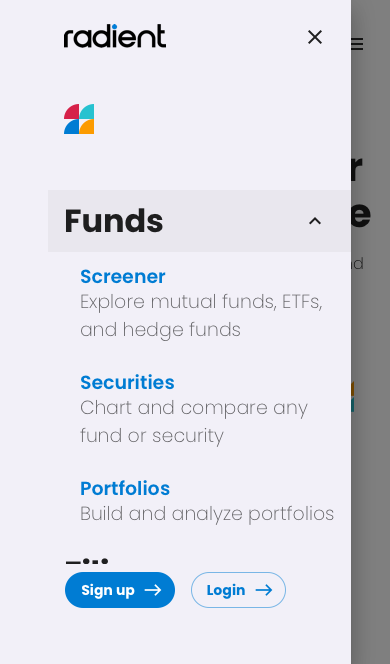 radient
Funds
Screener
Explore mutual funds, ETFs,
and hedge funds
Securities
Chart and compare any
fund or security
Portfolios
Build and analyze portfolios
Sign up
Login
r
e
nd